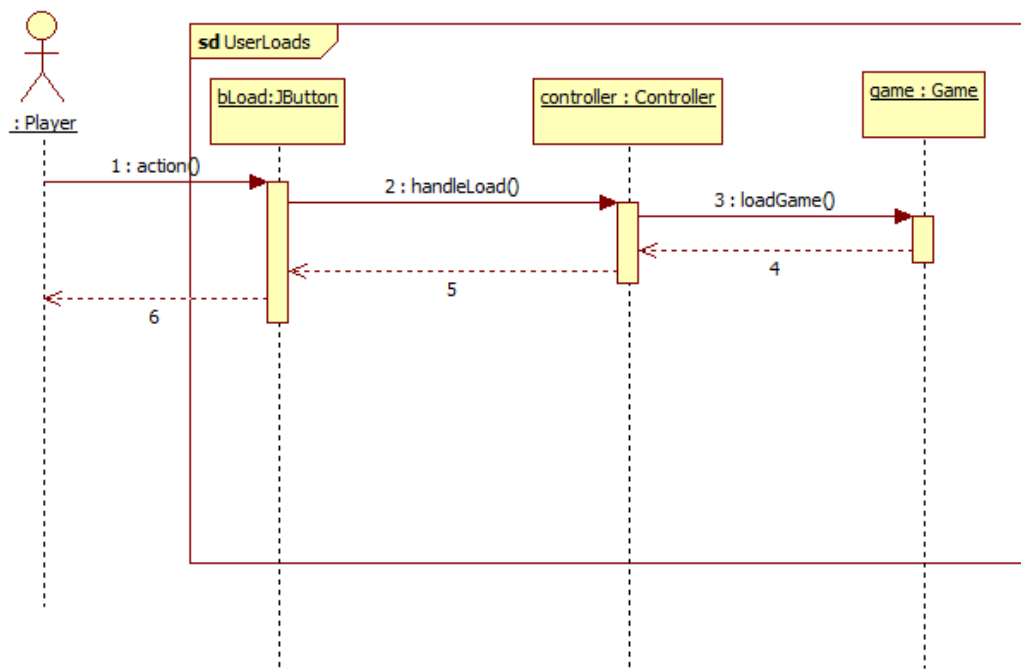 sd UserLoads
bLoad:JButton
controller : Controller
game : Game
: Player
1 : action()
2 : handleLoad()
3 : loadGame()
4
5
6